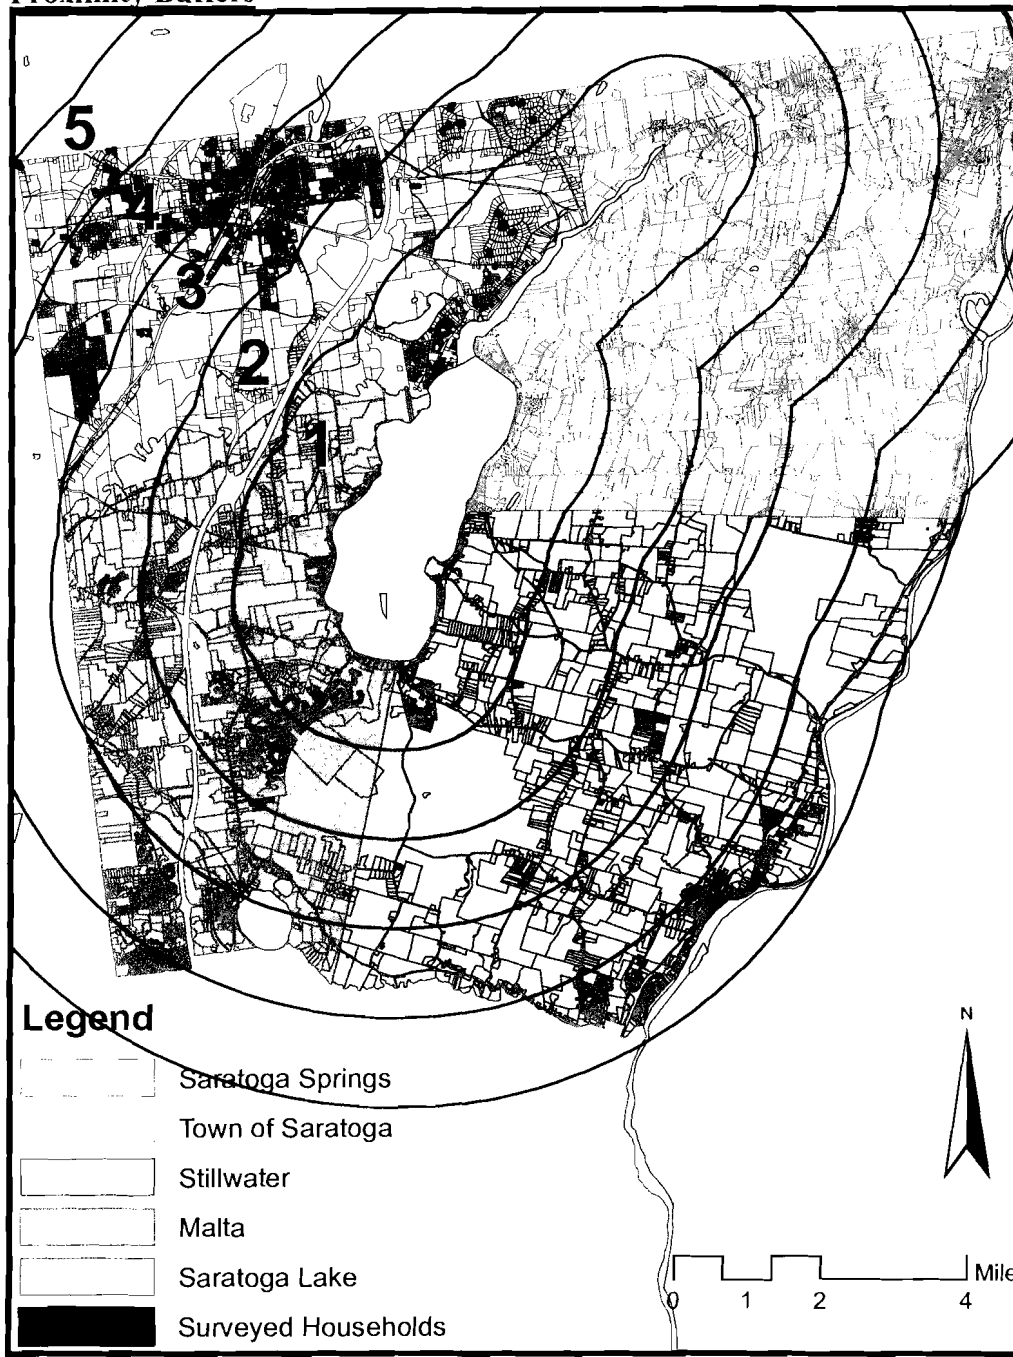 Proximity Buffers
5
4
3
2
1
Legend
Saratoga Springs
Town of Saratoga
Stillwater
Malta
Saratoga Lake
Surveyed Households
N
Mile
0 1 2 4